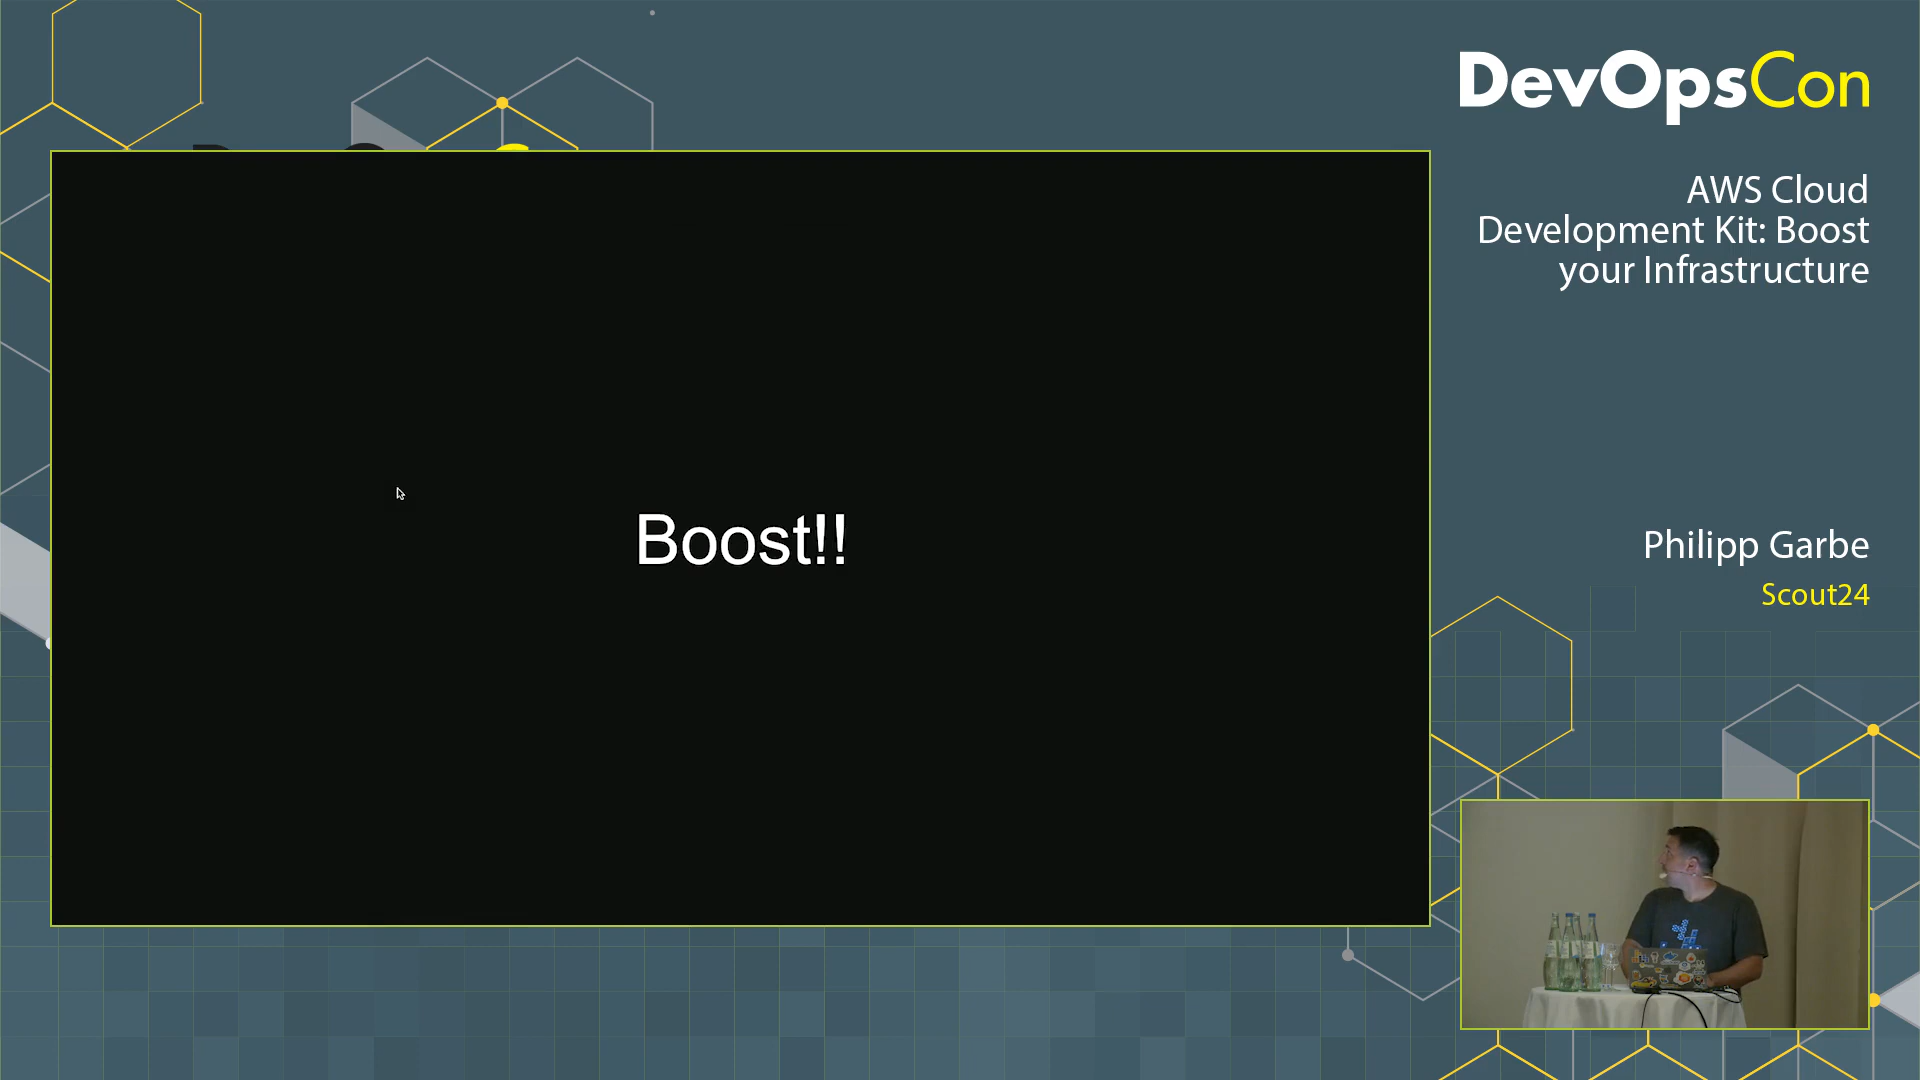 DevOpsCon
AWS Cloud
Development Kit: Boost
your Infrastructure
Boost!!
Philipp Garbe
Scout24